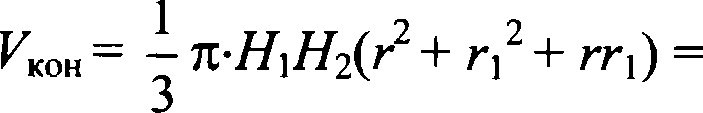 V_кон = 1/3 π·H₁H₂(r² + r₁² + rr₁) =